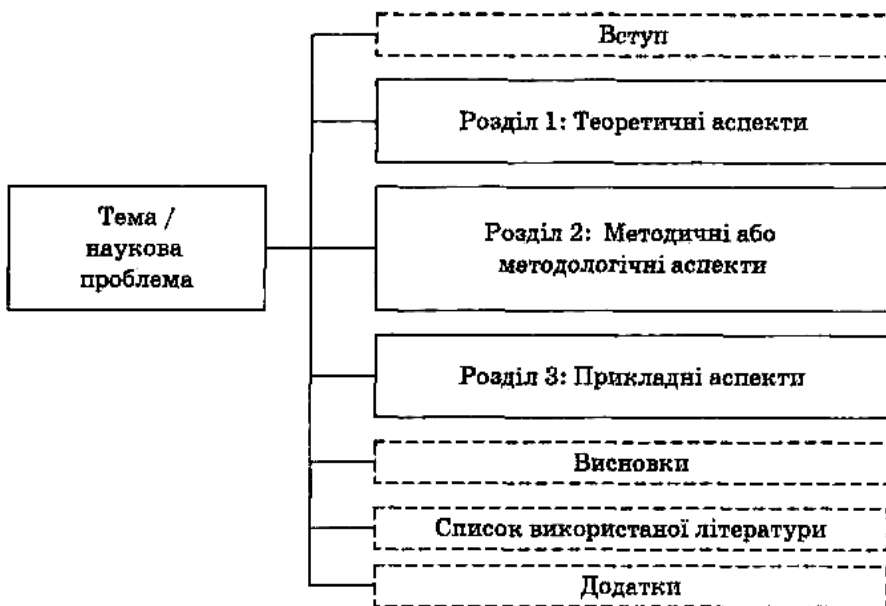 Вступ
Розділ 1: Теоретичні аспекти
Тема /
наукова
проблема
Розділ 2: Методичні або
методологічні аспекти
Розділ 3: Прикладні аспекти
Висновки
Список використаної літератури
Додатки